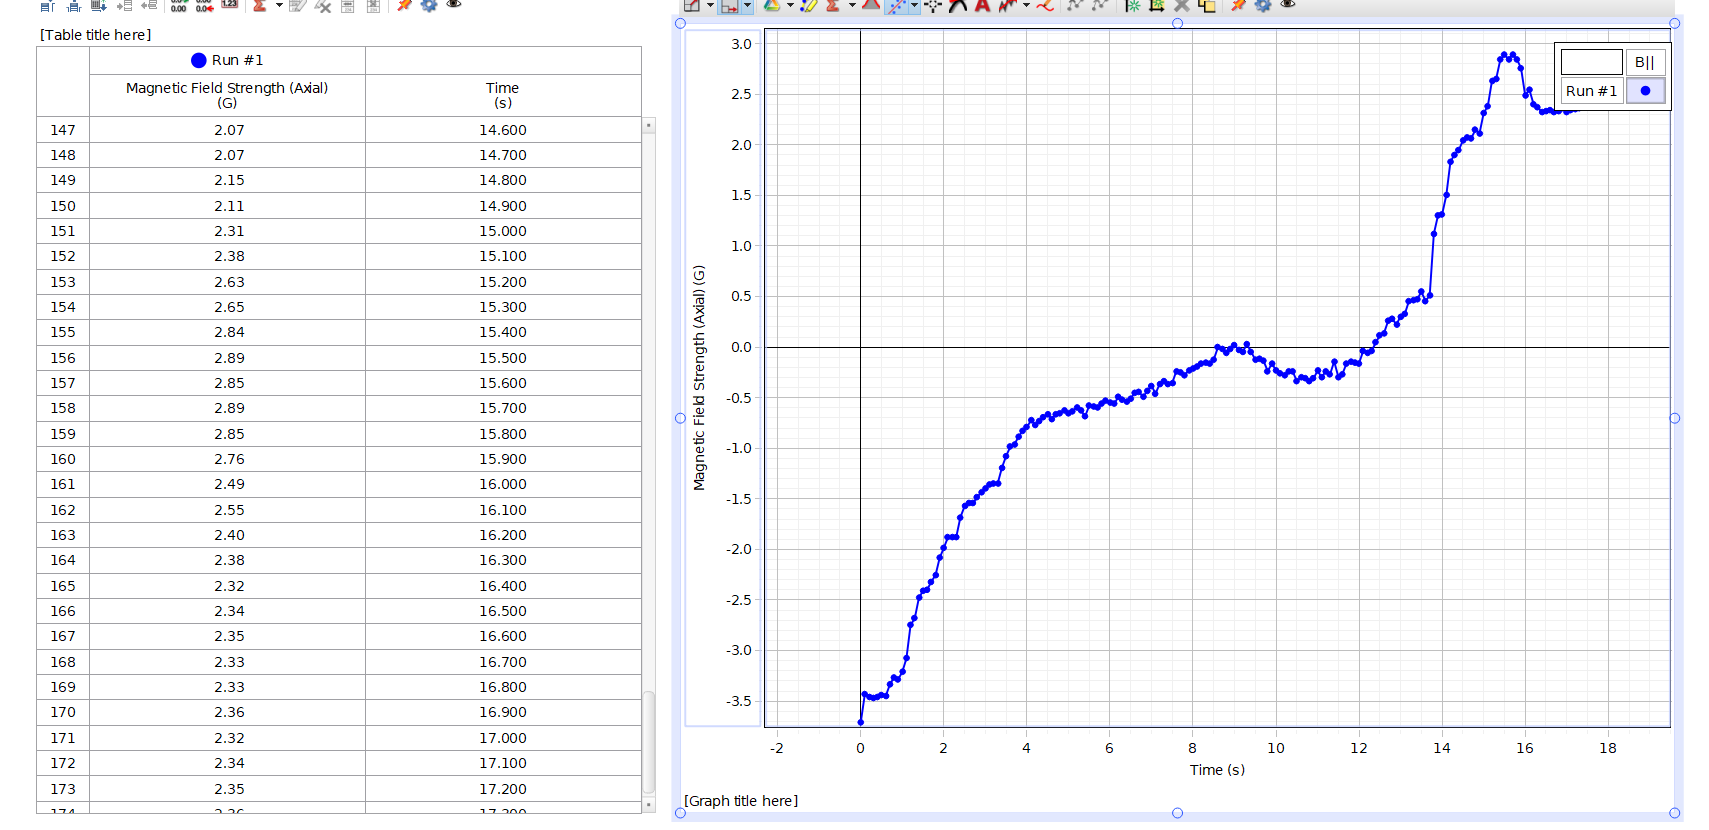 [Table title here]
Run #1
Magnetic Field Strength (Axial) Time
(G) (s)
147 2.07 14.600
148 2.07 14.700
149 2.15 14.800
150 2.11 14.900
151 2.31 15.000
152 2.38 15.100
153 2.63 15.200
154 2.65 15.300
155 2.84 15.400
156 2.89 15.500
157 2.85 15.600
158 2.89 15.700
159 2.85 15.800
160 2.76 15.900
161 2.49 16.000
162 2.55 16.100
163 2.40 16.200
164 2.38 16.300
165 2.32 16.400
166 2.34 16.500
167 2.35 16.600
168 2.33 16.700
169 2.33 16.800
170 2.36 16.900
171 2.32 17.000
172 2.34 17.100
173 2.35 17.200
174 2.36 17.300
3.0
2.5
2.0
1.5
1.0
0.5
0.0
-0.5
-1.0
-1.5
-2.0
-2.5
-3.0
-3.5
Magnetic Field Strength (Axial) (G)
B||
Run #1
-2 0 2 4 6 8 10 12 14 16 18
Time (s)
[Graph title here]